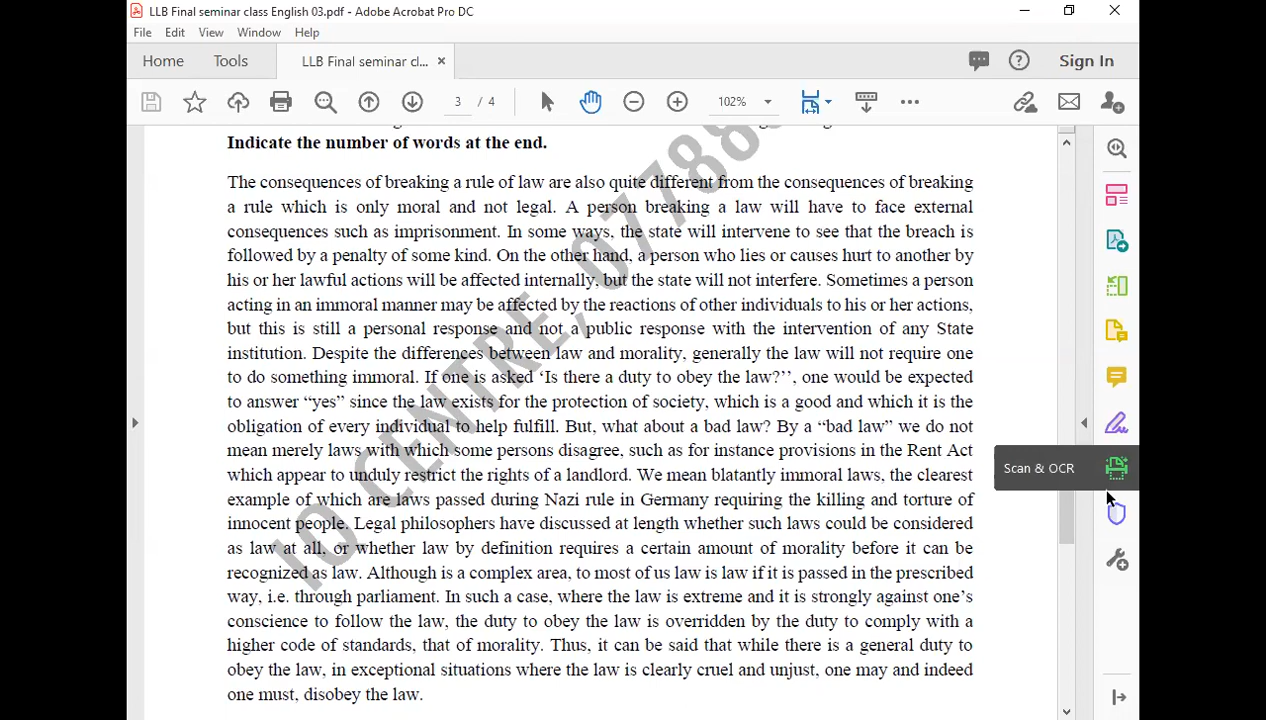 LLB Final seminar class English 03.pdf - Adobe Acrobat Pro DC
File Edit View Window Help
Home Tools LLB Final seminar cl... × Sign In
3 / 4 102%
Indicate the number of words at the end.
The consequences of breaking a rule of law are also quite different from the consequences of breaking
a rule which is only moral and not legal. A person breaking a law will have to face external
consequences such as imprisonment. In some ways, the state will intervene to see that the breach is
followed by a penalty of some kind. On the other hand, a person who lies or causes hurt to another by
his or her lawful actions will be affected internally, but the state will not interfere. Sometimes a person
acting in an immoral manner may be affected by the reactions of other individuals to his or her actions,
but this is still a personal response and not a public response with the intervention of any State
institution. Despite the differences between law and morality, generally the law will not require one
to do something immoral. If one is asked ‘Is there a duty to obey the law?’’, one would be expected
to answer “yes” since the law exists for the protection of society, which is a good and which it is the
obligation of every individual to help fulfill. But, what about a bad law? By a “bad law” we do not
mean merely laws with which some persons disagree, such as for instance provisions in the Rent Act
which appear to unduly restrict the rights of a landlord. We mean blatantly immoral laws, the clearest
example of which are laws passed during Nazi rule in Germany requiring the killing and torture of
innocent people. Legal philosophers have discussed at length whether such laws could be considered
as law at all, or whether law by definition requires a certain amount of morality before it can be
recognized as law. Although is a complex area, to most of us law is law if it is passed in the prescribed
way, i.e. through parliament. In such a case, where the law is extreme and it is strongly against one’s
conscience to follow the law, the duty to obey the law is overridden by the duty to comply with a
higher code of standards, that of morality. Thus, it can be said that while there is a general duty to
obey the law, in exceptional situations where the law is clearly cruel and unjust, one may and indeed
one must, disobey the law.
IQ CENTRE, 07788
Scan & OCR